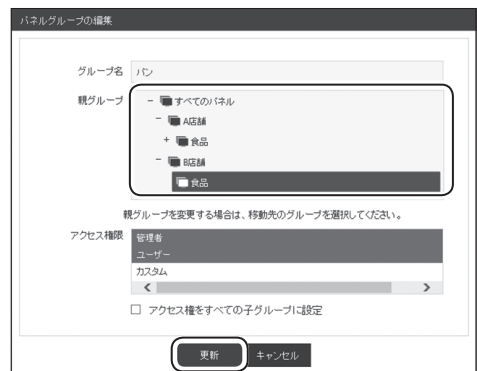 パネルグループの編集
グループ名 パン
親グループ － すべてのパネル
－ A店舗
＋ 食品
－ B店舗
食品
親グループを変更する場合は、移動先のグループを選択してください。
アクセス権限 管理者
ユーザー
カスタム
アクセス権をすべての子グループに設定
更新 キャンセル